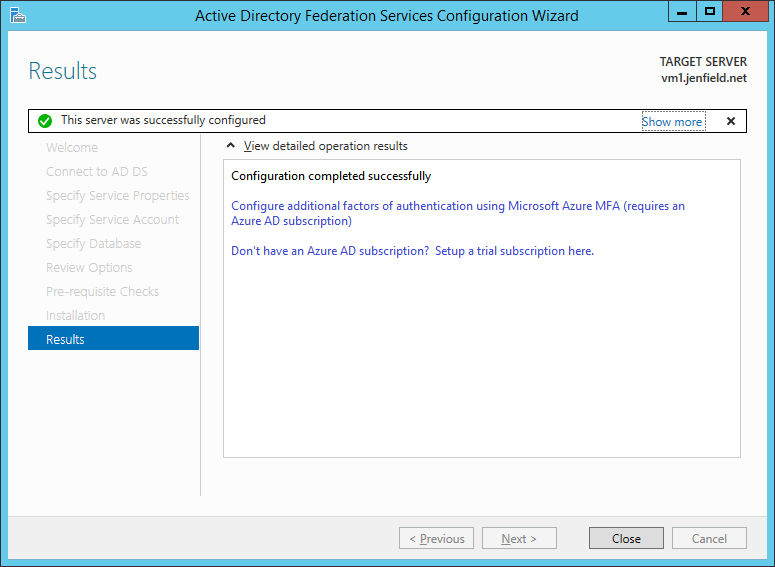 Active Directory Federation Services Configuration Wizard
Results
TARGET SERVER
vm1.jenfield.net
This server was successfully configured
Show more
Welcome
Connect to AD DS
Specify Service Properties
Specify Service Account
Specify Database
Review Options
Pre-requisite Checks
Installation
Results
View detailed operation results
Configuration completed successfully
Configure additional factors of authentication using Microsoft Azure MFA (requires an
Azure AD subscription)
Don't have an Azure AD subscription? Setup a trial subscription here.
< Previous
Next >
Close
Cancel